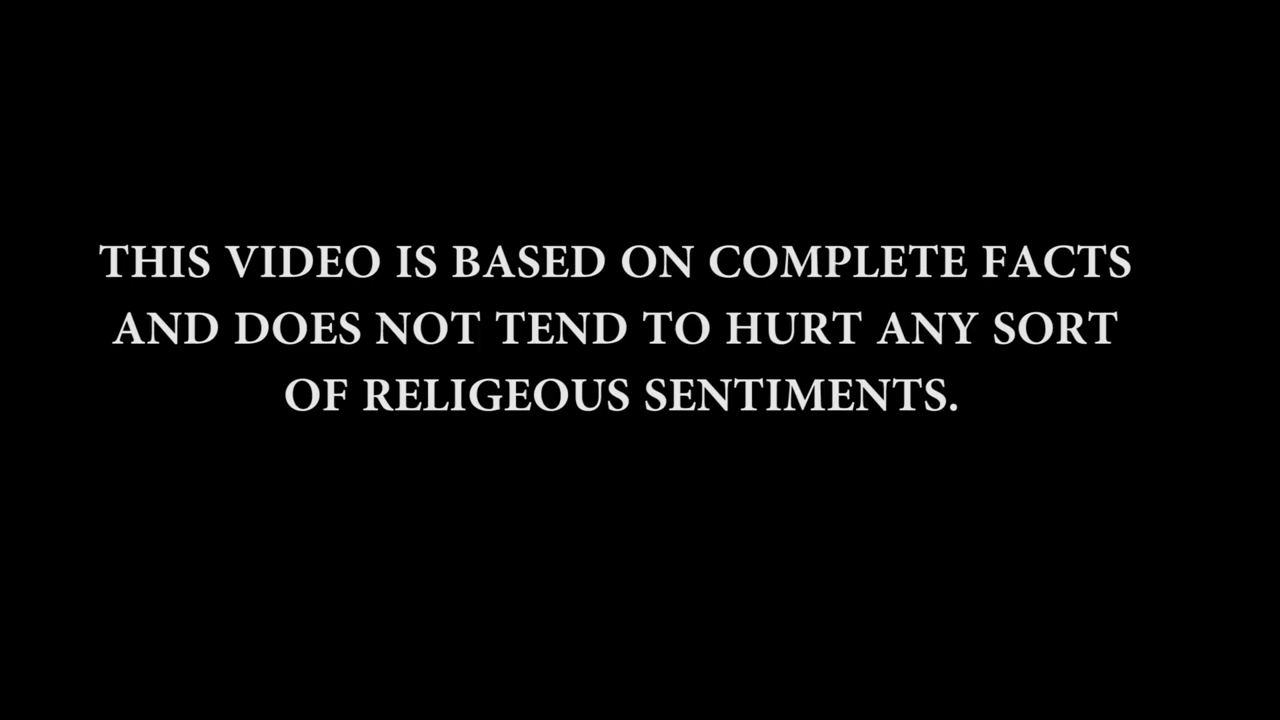 THIS VIDEO IS BASED ON COMPLETE FACTS
AND DOES NOT TEND TO HURT ANY SORT
OF RELIGEOUS SENTIMENTS.